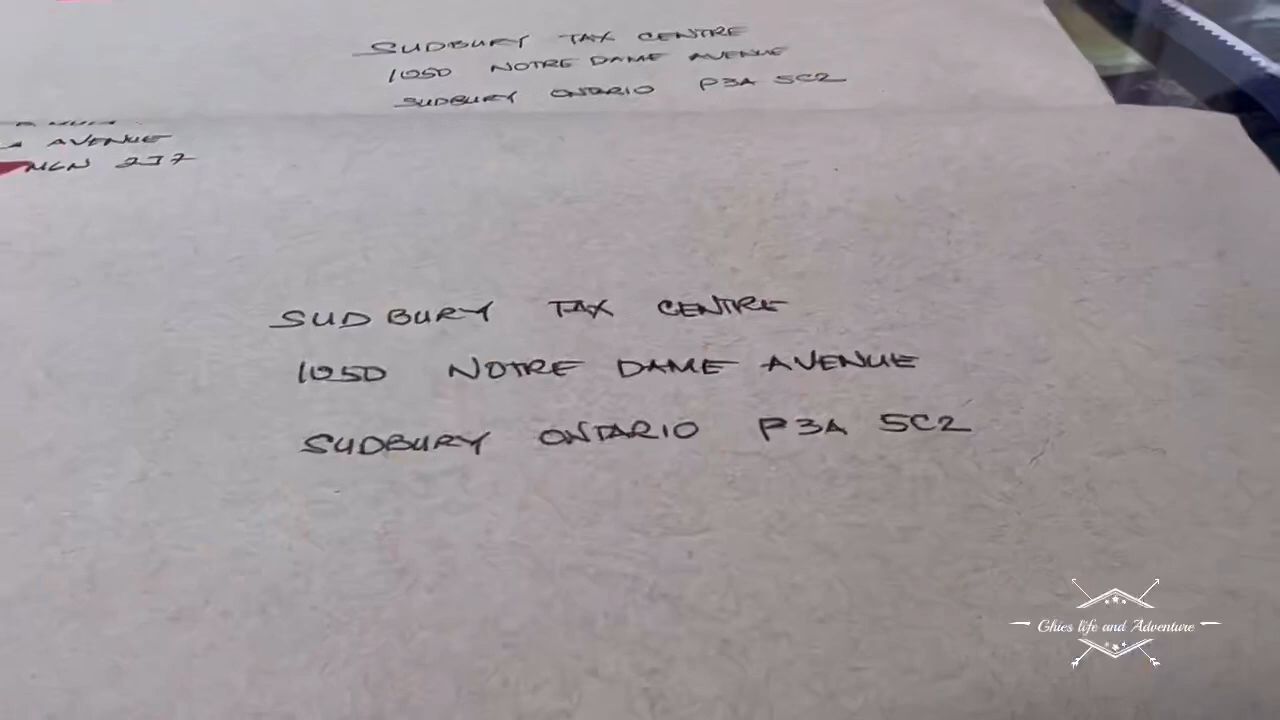 SUDBURY TAX CENTRE
1050 NOTRE DAME AVENUE
SUDBURY ONTARIO P3A 5C2
AVENUE
SUDBURY TAX CENTRE
1050 NOTRE DAME AVENUE
SUDBURY ONTARIO P3A 5C2
Ghies life and Adventure